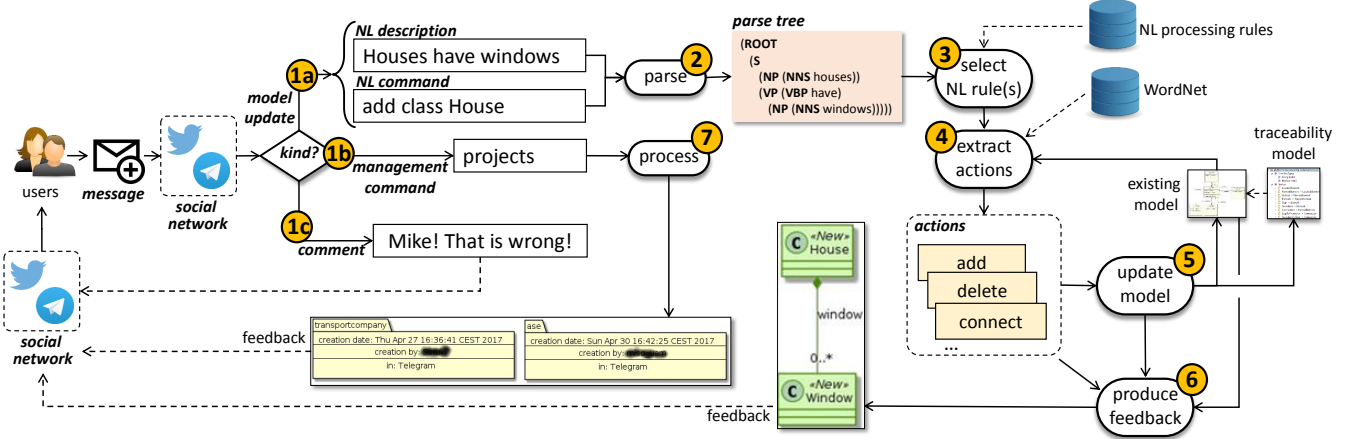 NL description
Houses have windows
NL command
add class House
1a
model
update
kind?
1b
management
command
projects
1c
comment
Mike! That is wrong!
users
message
social
network
2
parse
parse tree
(ROOT
(S
(NP (NNS houses))
(VP (VBP have)
(NP (NNS windows)))))
3
select
NL rule(s)
NL processing rules
WordNet
4
extract
actions
traceability
model
existing
model
7
process
actions
add
delete
connect
...
5
update
model
6
produce
feedback
C
«New»
House
window
0..*
C
«New»
Window
feedback
transportcompany
creation date: Thu Apr 27 16:36:41 CEST 2017
creation by:
in: Telegram
ase
creation date: Sun Apr 30 16:42:25 CEST 2017
creation by:
in: Telegram
feedback
social
network